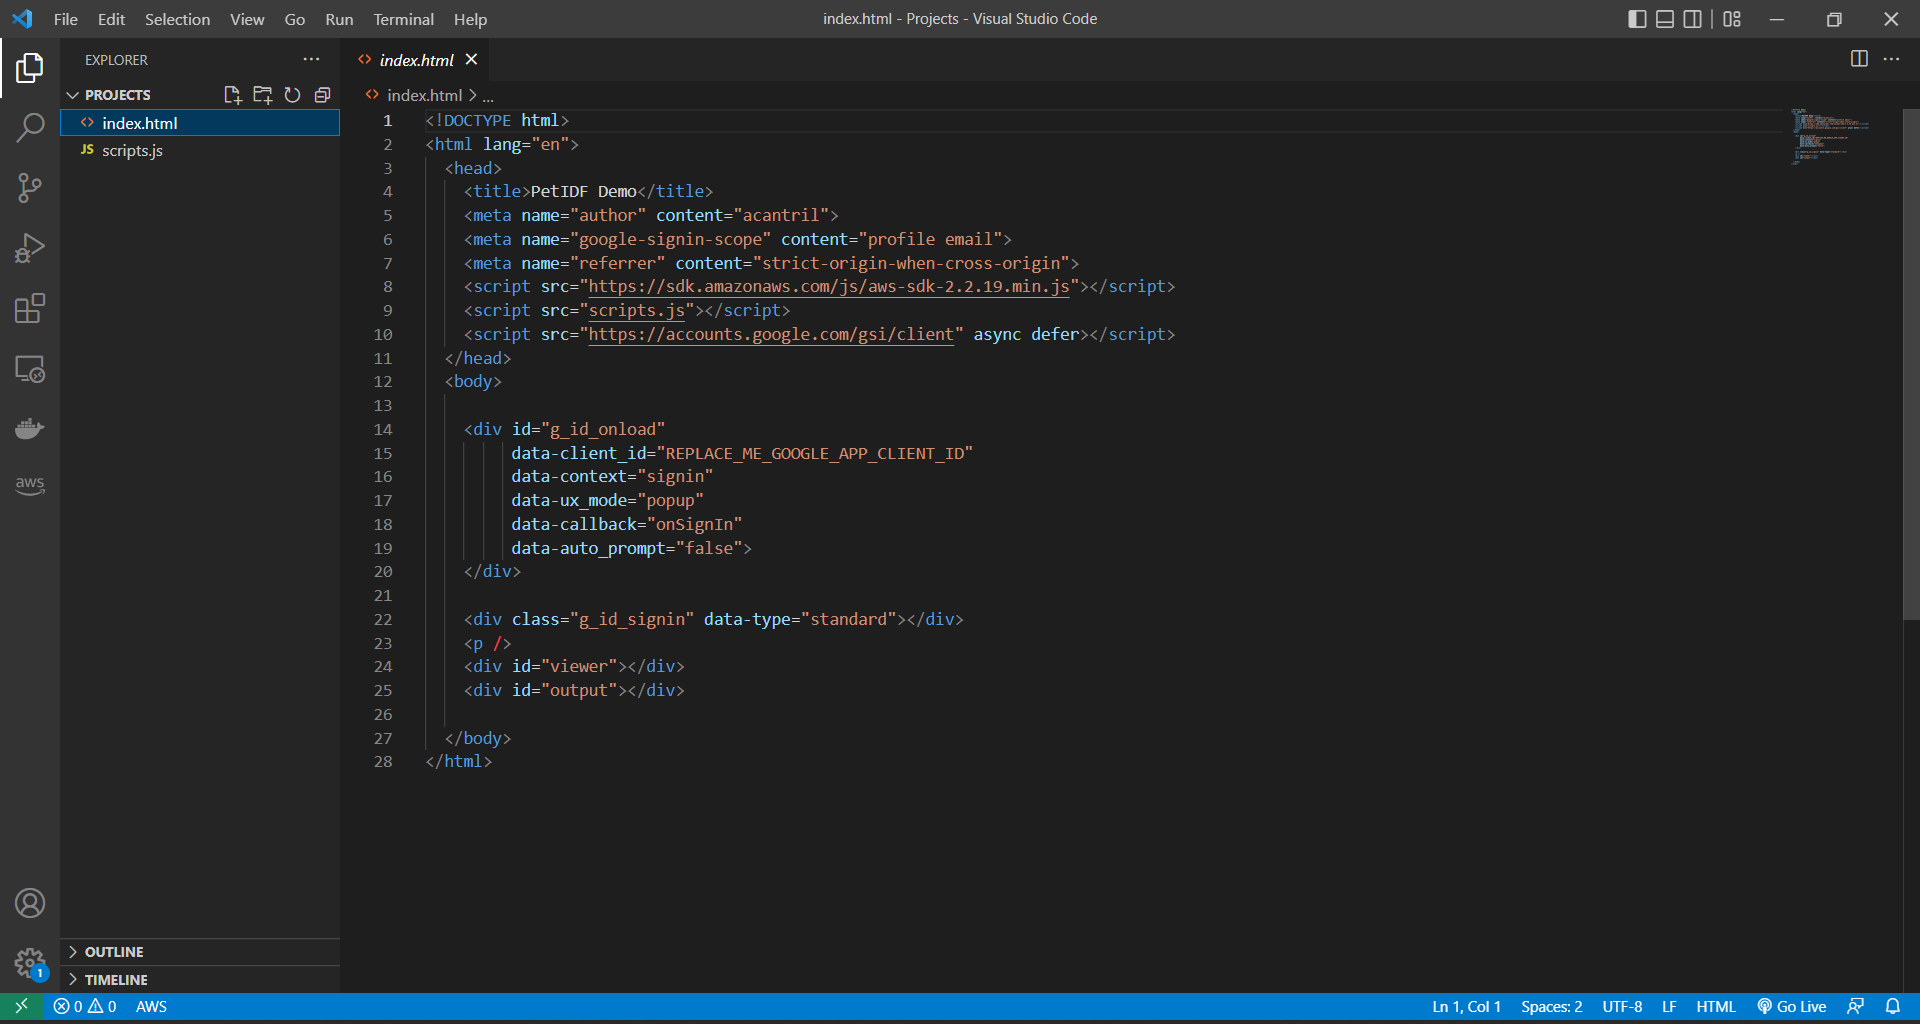 File Edit Selection View Go Run Terminal Help
index.html - Projects - Visual Studio Code
EXPLORER
PROJECTS
index.html
JS scripts.js
index.html
index.html > ...
1 <!DOCTYPE html>
2 <html lang="en">
3 <head>
4 <title>PetIDF Demo</title>
5 <meta name="author" content="acantril">
6 <meta name="google-signin-scope" content="profile email">
7 <meta name="referrer" content="strict-origin-when-cross-origin">
8 <script src="https://sdk.amazonaws.com/js/aws-sdk-2.2.19.min.js"></script>
9 <script src="scripts.js"></script>
10 <script src="https://accounts.google.com/gsi/client" async defer></script>
11 </head>
12 <body>
13
14 <div id="g_id_onload"
15 data-client_id="REPLACE_ME_GOOGLE_APP_CLIENT_ID"
16 data-context="signin"
17 data-ux_mode="popup"
18 data-callback="onSignIn"
19 data-auto_prompt="false">
20 </div>
21
22 <div class="g_id_signin" data-type="standard"></div>
23 <p />
24 <div id="viewer"></div>
25 <div id="output"></div>
26
27 </body>
28 </html>
aws
OUTLINE
TIMELINE
1
0 0 AWS
Ln 1, Col 1 Spaces: 2 UTF-8 LF HTML Go Live